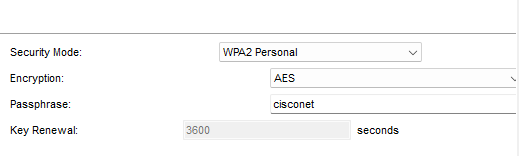 Security Mode: WPA2 Personal
Encryption: AES
Passphrase: cisconet
Key Renewal: 3600 seconds